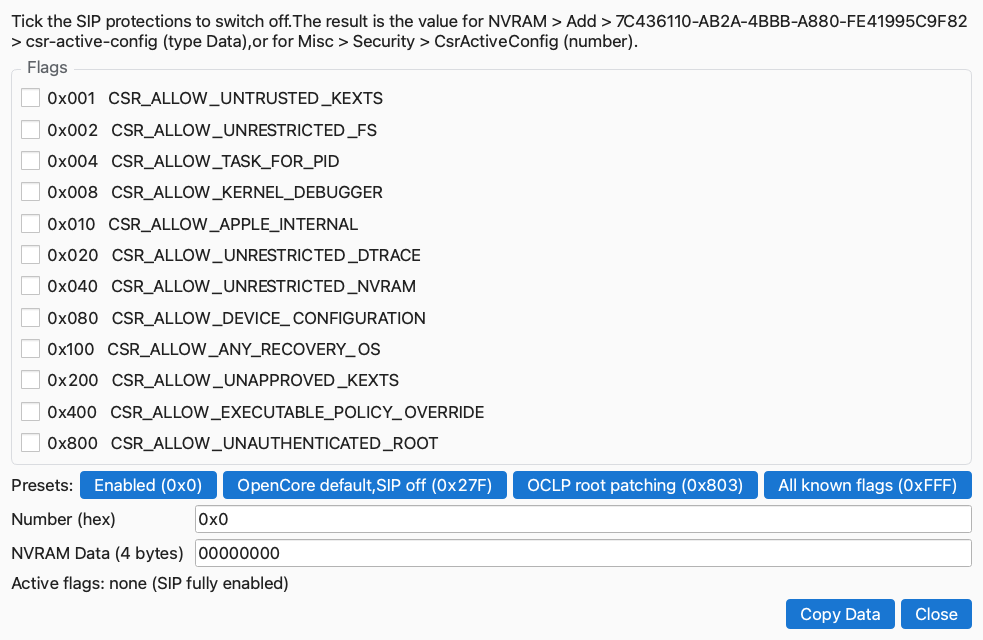 Tick the SIP protections to switch off.The result is the value for NVRAM > Add > 7C436110-AB2A-4BBB-A880-FE41995C9F82
> csr-active-config (type Data),or for Misc > Security > CsrActiveConfig (number).
Flags
0x001 CSR_ALLOW_UNTRUSTED_KEXTS
0x002 CSR_ALLOW_UNRESTRICTED_FS
0x004 CSR_ALLOW_TASK_FOR_PID
0x008 CSR_ALLOW_KERNEL_DEBUGGER
0x010 CSR_ALLOW_APPLE_INTERNAL
0x020 CSR_ALLOW_UNRESTRICTED_DTRACE
0x040 CSR_ALLOW_UNRESTRICTED_NVRAM
0x080 CSR_ALLOW_DEVICE_CONFIGURATION
0x100 CSR_ALLOW_ANY_RECOVERY_OS
0x200 CSR_ALLOW_UNAPPROVED_KEXTS
0x400 CSR_ALLOW_EXECUTABLE_POLICY_OVERRIDE
0x800 CSR_ALLOW_UNAUTHENTICATED_ROOT
Presets: Enabled (0x0) OpenCore default,SIP off (0x27F) OCLP root patching (0x803) All known flags (0xFFF)
Number (hex) 0x0
NVRAM Data (4 bytes) 00000000
Active flags: none (SIP fully enabled)
Copy Data Close